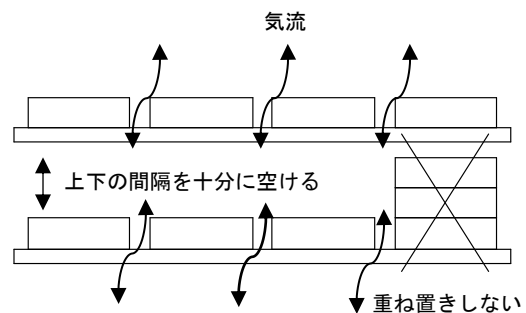 気流
上下の間隔を十分に空ける
重ね置きしない